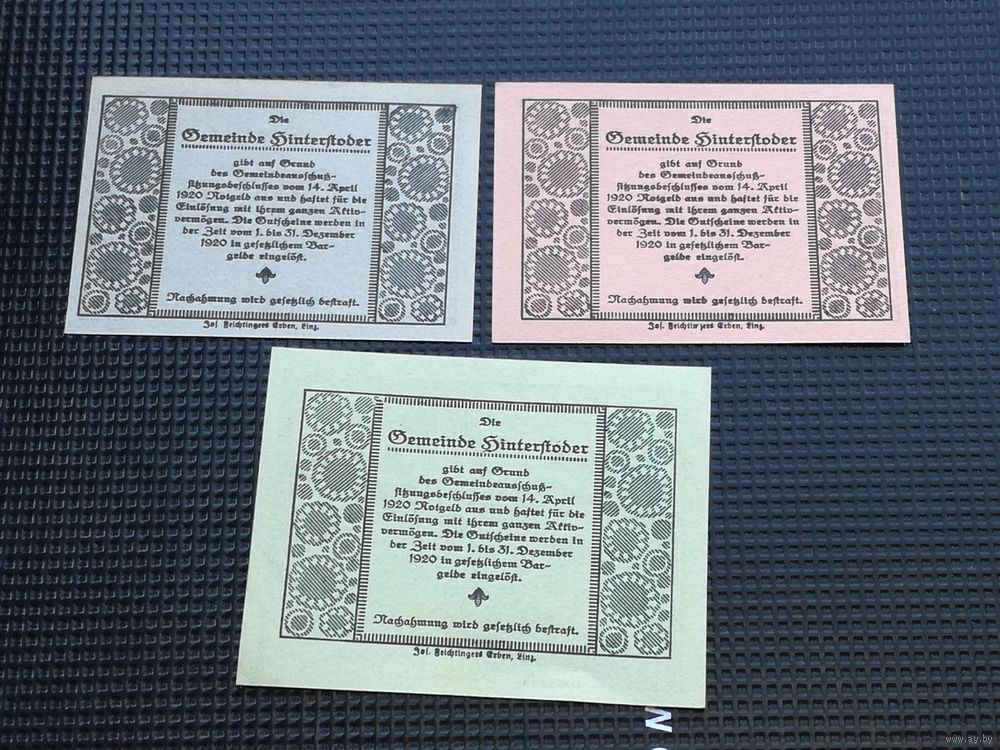 Die
Gemeinde Hinterstoder
gibt auf Grund
des Gemeindeausschuß-
sitzungsbeschlusses vom 14. April
1920 Notgeld aus und haftet für die
Einlösung mit ihrem ganzen Aktiv-
vermögen. Die Gutscheine werden in
der Zeit vom 1. bis 31. Dezember
1920 in gesetzlichem Bar-
gelde eingelöst.
Nachahmung wird gesetzlich bestraft.
Jos. Feichtingers Erben, Linz.
Die
Gemeinde Hinterstoder
gibt auf Grund
des Gemeindeausschuß-
sitzungsbeschlusses vom 14. April
1920 Notgeld aus und haftet für die
Einlösung mit ihrem ganzen Aktiv-
vermögen. Die Gutscheine werden in
der Zeit vom 1. bis 31. Dezember
1920 in gesetzlichem Bar-
gelde eingelöst.
Nachahmung wird gesetzlich bestraft.
Jos. Feichtingers Erben, Linz.
Die
Gemeinde Hinterstoder
gibt auf Grund
des Gemeindeausschuß-
sitzungsbeschlusses vom 14. April
1920 Notgeld aus und haftet für die
Einlösung mit ihrem ganzen Aktiv-
vermögen. Die Gutscheine werden in
der Zeit vom 1. bis 31. Dezember
1920 in gesetzlichem Bar-
gelde eingelöst.
Nachahmung wird gesetzlich bestraft.
Jos. Feichtingers Erben, Linz.
www.ay.by